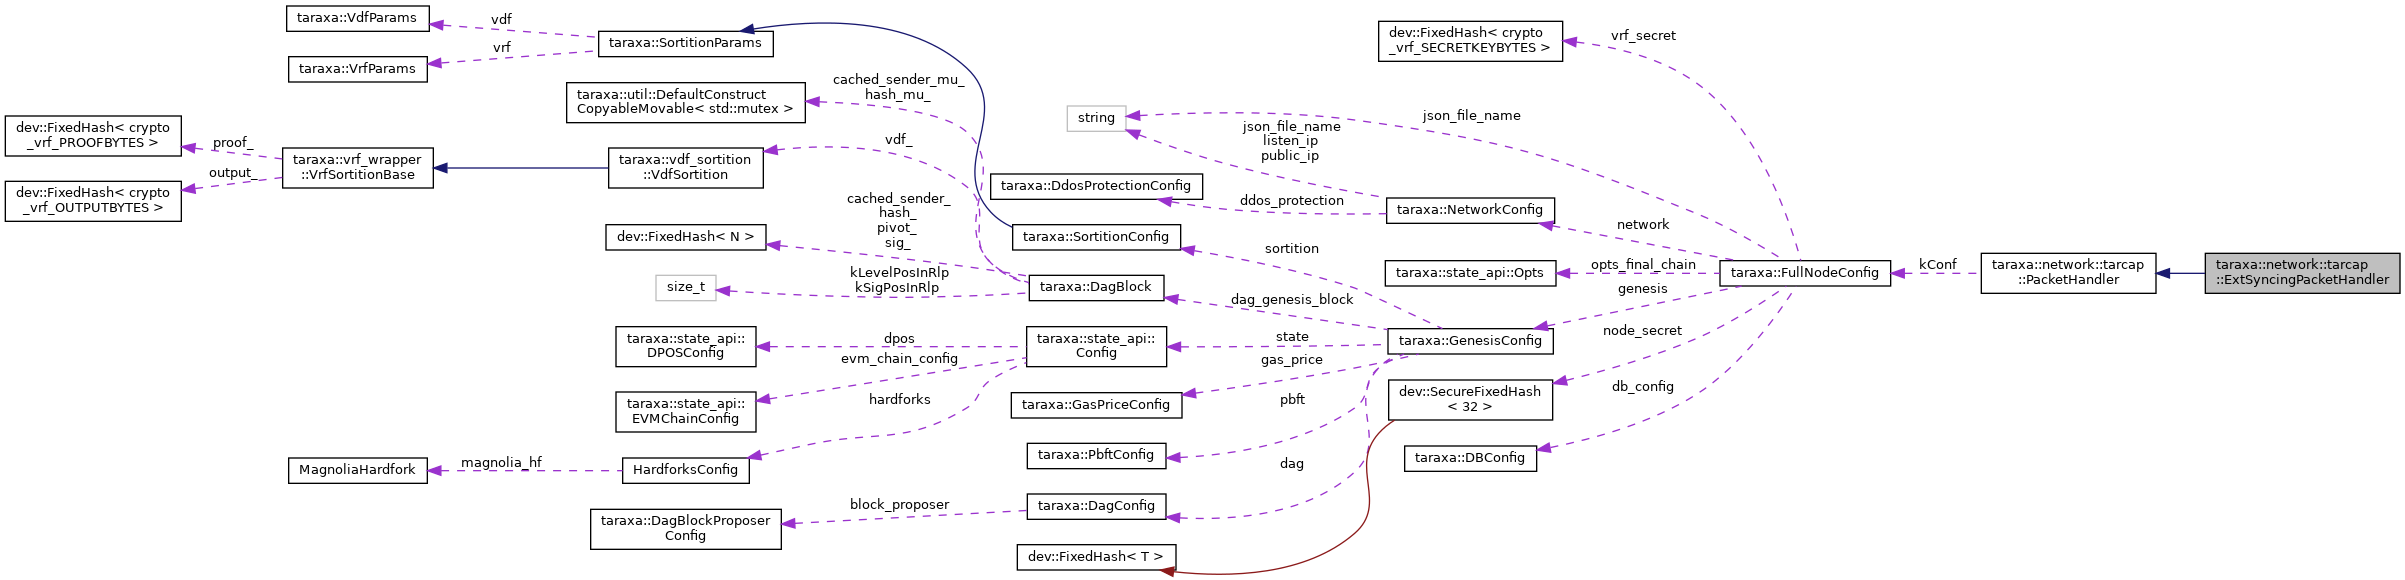 taraxa::VdfParams
vdf
taraxa::SortitionParams
vrf
taraxa::VrfParams
taraxa::util::DefaultConstruct
CopyableMovable< std::mutex >
cached_sender_mu_
hash_mu_
dev::FixedHash< crypto
_vrf_PROOFBYTES >
proof_
taraxa::vrf_wrapper
::VrfSortitionBase
output_
dev::FixedHash< crypto
_vrf_OUTPUTBYTES >
taraxa::vdf_sortition
::VdfSortition
vdf_
cached_sender_
hash_
pivot_
sig_
dev::FixedHash< N >
size_t
kLevelPosInRlp
kSigPosInRlp
taraxa::DagBlock
taraxa::SortitionConfig
taraxa::DdosProtectionConfig
string
json_file_name
listen_ip
public_ip
ddos_protection
sortition
dag_genesis_block
dev::FixedHash< crypto
_vrf_SECRETKEYBYTES >
vrf_secret
json_file_name
taraxa::NetworkConfig
network
taraxa::state_api::Opts
opts_final_chain
genesis
taraxa::FullNodeConfig
kConf
taraxa::network::tarcap
::PacketHandler
taraxa::network::tarcap
::ExtSyncingPacketHandler
taraxa::GenesisConfig
node_secret
db_config
dev::SecureFixedHash
< 32 >
taraxa::DBConfig
state
gas_price
pbft
dag
taraxa::state_api::
Config
taraxa::GasPriceConfig
taraxa::PbftConfig
taraxa::DagConfig
dev::FixedHash< T >
dpos
evm_chain_config
hardforks
taraxa::state_api::
DPOSConfig
taraxa::state_api::
EVMChainConfig
HardforksConfig
magnolia_hf
MagnoliaHardfork
block_proposer
taraxa::DagBlockProposer
Config